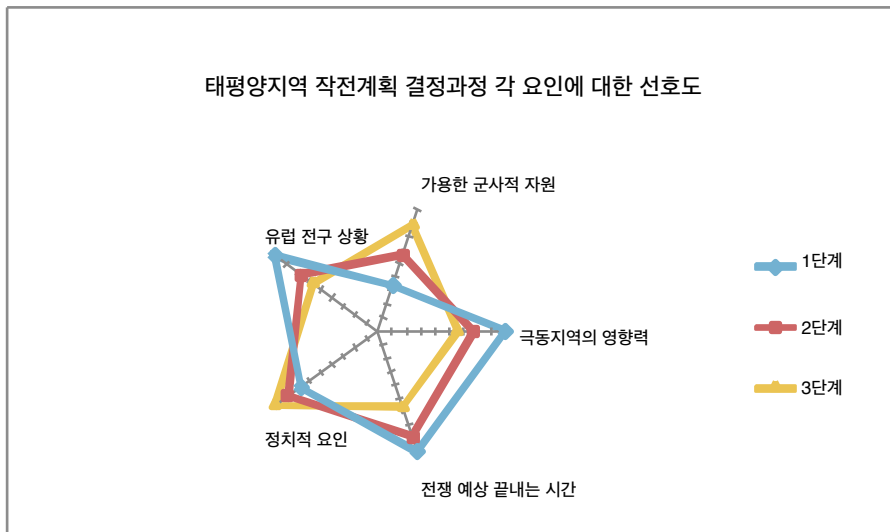 태평양지역 작전계획 결정과정 각 요인에 대한 선호도
가용한 군사적 자원
유럽 전구 상황
극동지역의 영향력
정치적 요인
전쟁 예상 끝내는 시간
1단계
2단계
3단계